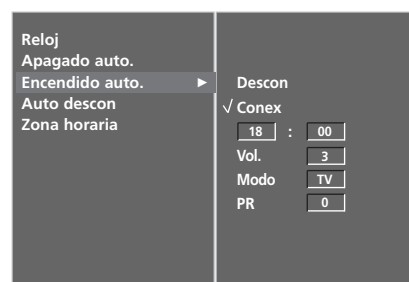 Reloj
Apagado auto.
Encendido auto. ►
Auto descon
Zona horaria
Descon
√ Conex
18 : 00
Vol. 3
Modo TV
PR 0